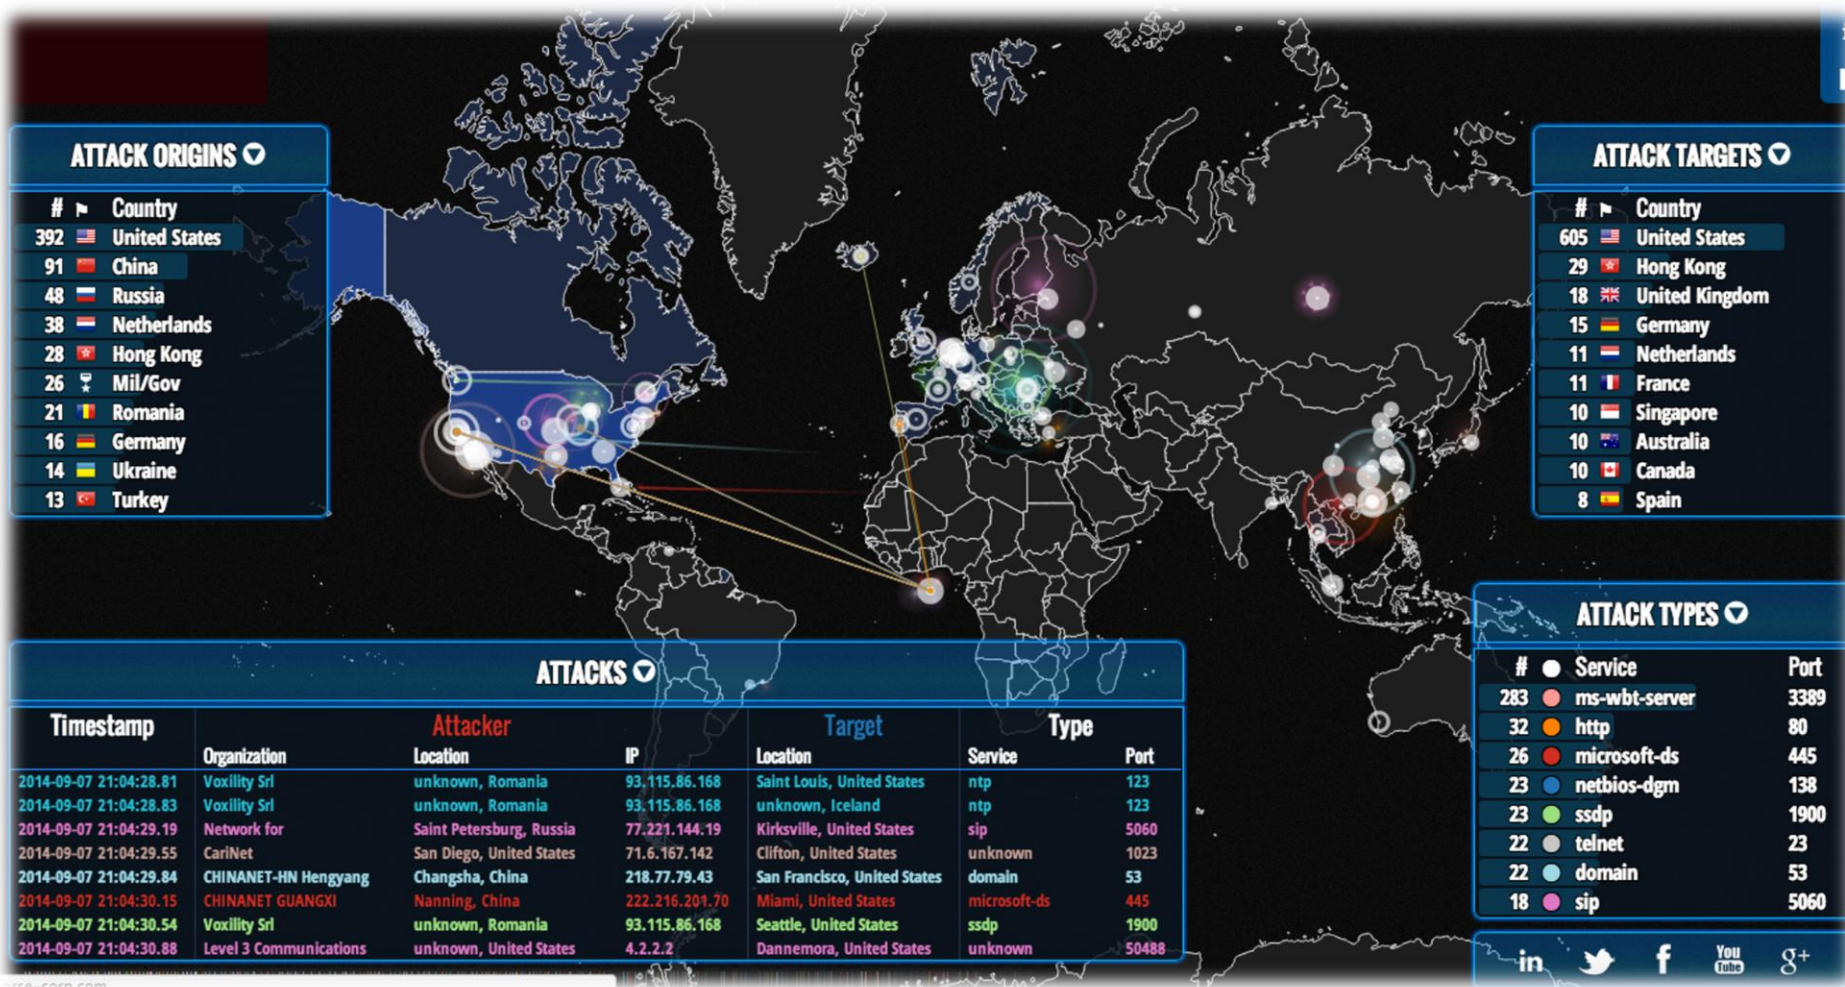 ATTACK ORIGINS
# Country
392 United States
91 China
48 Russia
38 Netherlands
28 Hong Kong
26 Mil/Gov
21 Romania
16 Germany
14 Ukraine
13 Turkey
ATTACK TARGETS
# Country
605 United States
29 Hong Kong
18 United Kingdom
15 Germany
11 Netherlands
11 France
10 Singapore
10 Australia
10 Canada
8 Spain
ATTACKS
Timestamp Attacker Target Type
Organization Location IP Location Service Port
2014-09-07 21:04:28.81 Voxility Srl unknown, Romania 93.115.86.168 Saint Louis, United States ntp 123
2014-09-07 21:04:28.83 Voxility Srl unknown, Romania 93.115.86.168 unknown, Iceland ntp 123
2014-09-07 21:04:29.19 Network for Saint Petersburg, Russia 77.221.144.19 Kirksville, United States sip 5060
2014-09-07 21:04:29.55 CariNet San Diego, United States 71.6.167.142 Clifton, United States unknown 1023
2014-09-07 21:04:29.84 CHINANET-HN Hengyang Changsha, China 218.77.79.43 San Francisco, United States domain 53
2014-09-07 21:04:30.15 CHINANET GUANGXI Nanning, China 222.216.201.70 Miami, United States microsoft-ds 445
2014-09-07 21:04:30.54 Voxility Srl unknown, Romania 93.115.86.168 Seattle, United States ssdp 1900
2014-09-07 21:04:30.88 Level 3 Communications unknown, United States 4.2.2.2 Dannemora, United States unknown 50488
ATTACK TYPES
# Service Port
283 ms-wbt-server 3389
32 http 80
26 microsoft-ds 445
23 netbios-dgm 138
23 ssdp 1900
22 telnet 23
22 domain 53
18 sip 5060
in f You Tube g+